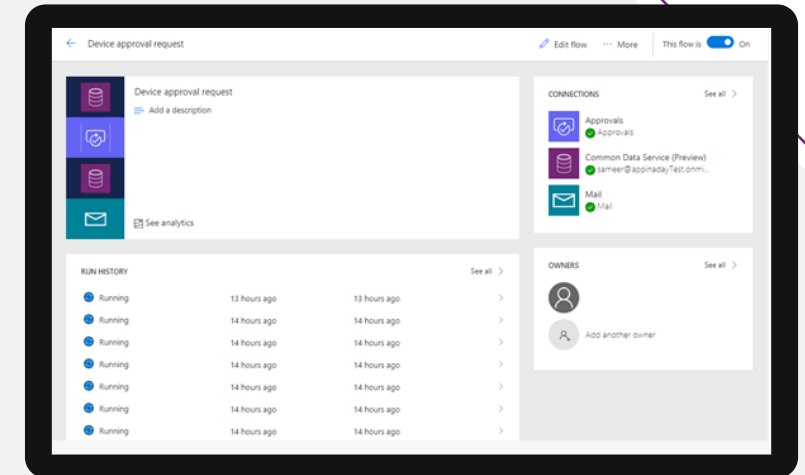 Device approval request
Edit flow
··· More
This flow is
On
Device approval request
Add a description
See analytics
CONNECTIONS
See all
Approvals
Approvals
Common Data Service (Preview)
sameer@appinadayTest.onmi...
Mail
Mail
RUN HISTORY
See all
Running 13 hours ago 13 hours ago
Running 14 hours ago 14 hours ago
Running 14 hours ago 14 hours ago
Running 14 hours ago 14 hours ago
Running 14 hours ago 14 hours ago
Running 14 hours ago 14 hours ago
Running 14 hours ago 14 hours ago
OWNERS
See all
Add another owner